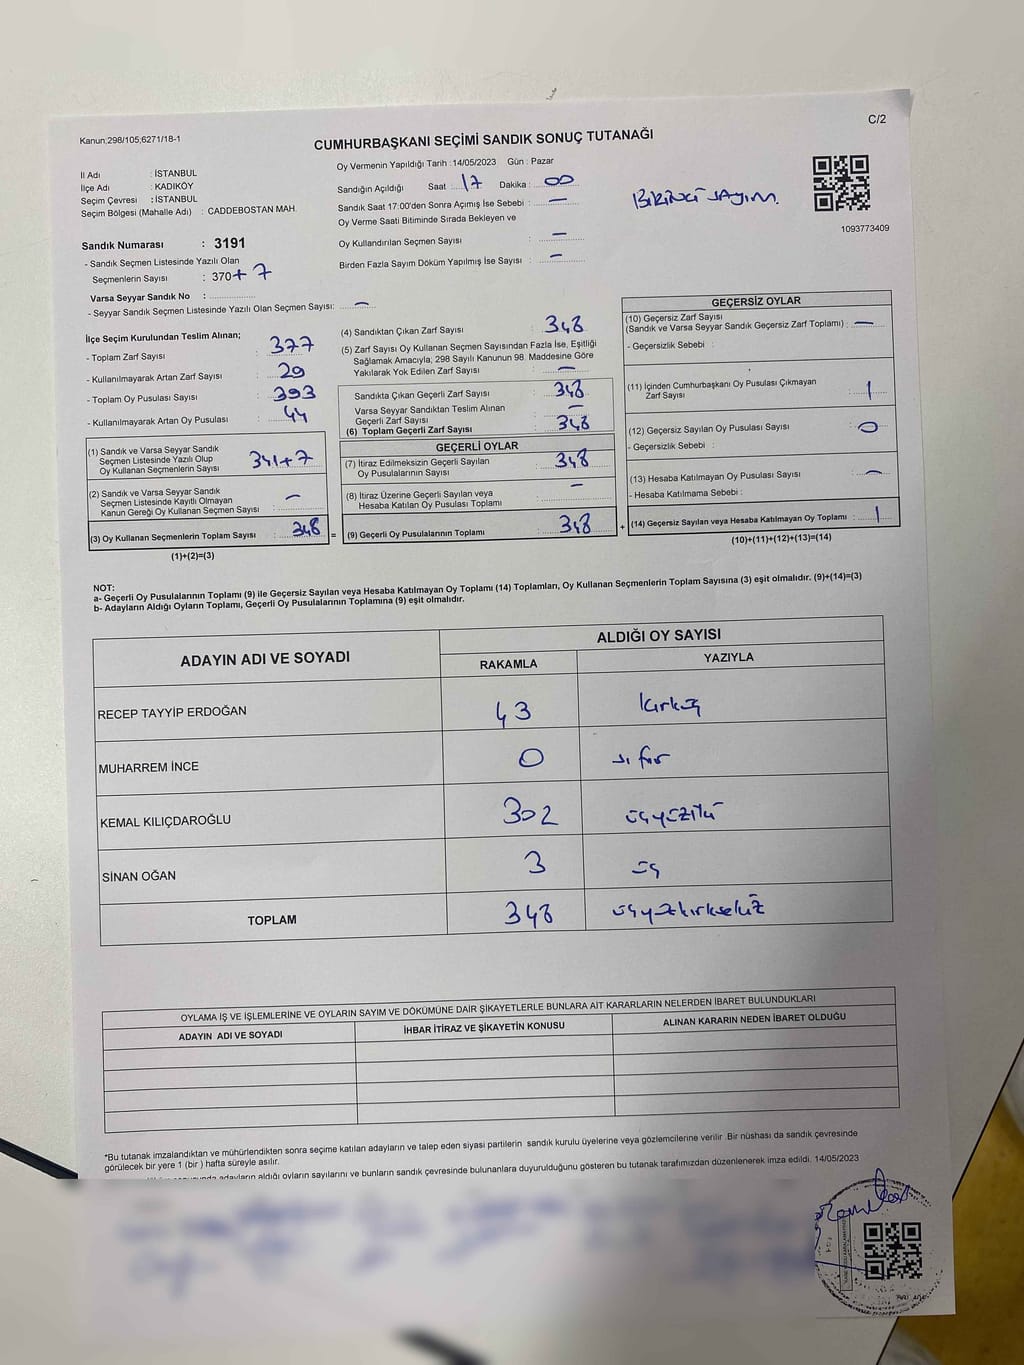 Kanun;298/105;6271/18-1
C/2
CUMHURBAŞKANI SEÇİMİ SANDIK SONUÇ TUTANAĞI
İl Adı : İSTANBUL
İlçe Adı : KADIKÖY
Seçim Çevresi : İSTANBUL
Seçim Bölgesi (Mahalle Adı) : CADDEBOSTAN MAH.
Sandık Numarası : 3191
- Sandık Seçmen Listesinde Yazılı Olan
Seçmenlerin Sayısı : 370+7
Varsa Seyyar Sandık No :
- Seyyar Sandık Seçmen Listesinde Yazılı Olan Seçmen Sayısı: —
Oy Vermenin Yapıldığı Tarih :14/05/2023 Gün : Pazar
Sandığın Açıldığı Saat : 17 Dakika : 00
Sandık Saat 17:00'den Sonra Açımış İse Sebebi : —
Oy Verme Saati Bitiminde Sırada Bekleyen ve
Oy Kullandırılan Seçmen Sayısı : —
Birden Fazla Sayım Döküm Yapılmış İse Sayısı : —
BİRİNCİ SAYIM.
1093773409
İlçe Seçim Kurulundan Teslim Alınan;
- Toplam Zarf Sayısı : 377
- Kullanılmayarak Artan Zarf Sayısı : 29
- Toplam Oy Pusulası Sayısı : 393
- Kullanılmayarak Artan Oy Pusulası : 44
(1) Sandık ve Varsa Seyyar Sandık
Seçmen Listesinde Yazılı Olup
Oy Kullanan Seçmenlerin Sayısı : 341+7
(2) Sandık ve Varsa Seyyar Sandık
Seçmen Listesinde Kayıtlı Olmayan
Kanun Gereği Oy Kullanan Seçmen Sayısı : —
(3) Oy Kullanan Seçmenlerin Toplam Sayısı : 348 =
(1)+(2)=(3)
(4) Sandıktan Çıkan Zarf Sayısı : 348
(5) Zarf Sayısı Oy Kullanan Seçmen Sayısından Fazla İse, Eşitliği
Sağlamak Amacıyla; 298 Sayılı Kanunun 98. Maddesine Göre
Yakılarak Yok Edilen Zarf Sayısı : —
Sandıkta Çıkan Geçerli Zarf Sayısı : 348
Varsa Seyyar Sandıktan Teslim Alınan
Geçerli Zarf Sayısı : —
(6) Toplam Geçerli Zarf Sayısı : 348
GEÇERLİ OYLAR
(7) İtiraz Edilmeksizin Geçerli Sayılan
Oy Pusulalarının Sayısı : 348
(8) İtiraz Üzerine Geçerli Sayılan veya
Hesaba Katılan Oy Pusulası Toplamı : —
(9) Geçerli Oy Pusulalarının Toplamı : 348 +
GEÇERSİZ OYLAR
(10) Geçersiz Zarf Sayısı
(Sandık ve Varsa Seyyar Sandık Geçersiz Zarf Toplamı) : —
- Geçersizlik Sebebi :
(11) İçinden Cumhurbaşkanı Oy Pusulası Çıkmayan
Zarf Sayısı : 1
(12) Geçersiz Sayılan Oy Pusulası Sayısı : 0
- Geçersizlik Sebebi :
(13) Hesaba Katılmayan Oy Pusulası Sayısı : —
- Hesaba Katılmama Sebebi :
(14) Geçersiz Sayılan veya Hesaba Katılmayan Oy Toplamı : 1
(10)+(11)+(12)+(13)=(14)
NOT:
a- Geçerli Oy Pusulalarının Toplamı (9) ile Geçersiz Sayılan veya Hesaba Katılmayan Oy Toplamı (14) Toplamları, Oy Kullanan Seçmenlerin Toplam Sayısına (3) eşit olmalıdır. (9)+(14)=(3)
b- Adayların Aldığı Oyların Toplamı, Geçerli Oy Pusulalarının Toplamına (9) eşit olmalıdır.
ADAYIN ADI VE SOYADI
ALDIĞI OY SAYISI
RAKAMLA YAZIYLA
RECEP TAYYİP ERDOĞAN 43 kırküç
MUHARREM İNCE 0 sıfır
KEMAL KILIÇDAROĞLU 302 üçyüziki
SİNAN OĞAN 3 üç
TOPLAM 348 üçyüzkırksekiz
OYLAMA İŞ VE İŞLEMLERİNE VE OYLARIN SAYIM VE DÖKÜMÜNE DAİR ŞİKAYETLERLE BUNLARA AİT KARARLARIN NELERDEN İBARET BULUNDUKLARI
ADAYIN ADI VE SOYADI İHBAR İTİRAZ VE ŞİKAYETİN KONUSU ALINAN KARARIN NEDEN İBARET OLDUĞU
*Bu tutanak imzalandıktan ve mühürlendikten sonra seçime katılan adayların ve talep eden siyasi partilerin sandık kurulu üyelerine veya gözlemcilerine verilir .Bir nüshası da sandık çevresinde
görülecek bir yere 1 (bir ) hafta süreyle asılır.
adayların aldığı oyların sayılarını ve bunların sandık çevresinde bulunanlara duyurulduğunu gösteren bu tutanak tarafımızdan düzenlenerek imza edildi. 14/05/2023